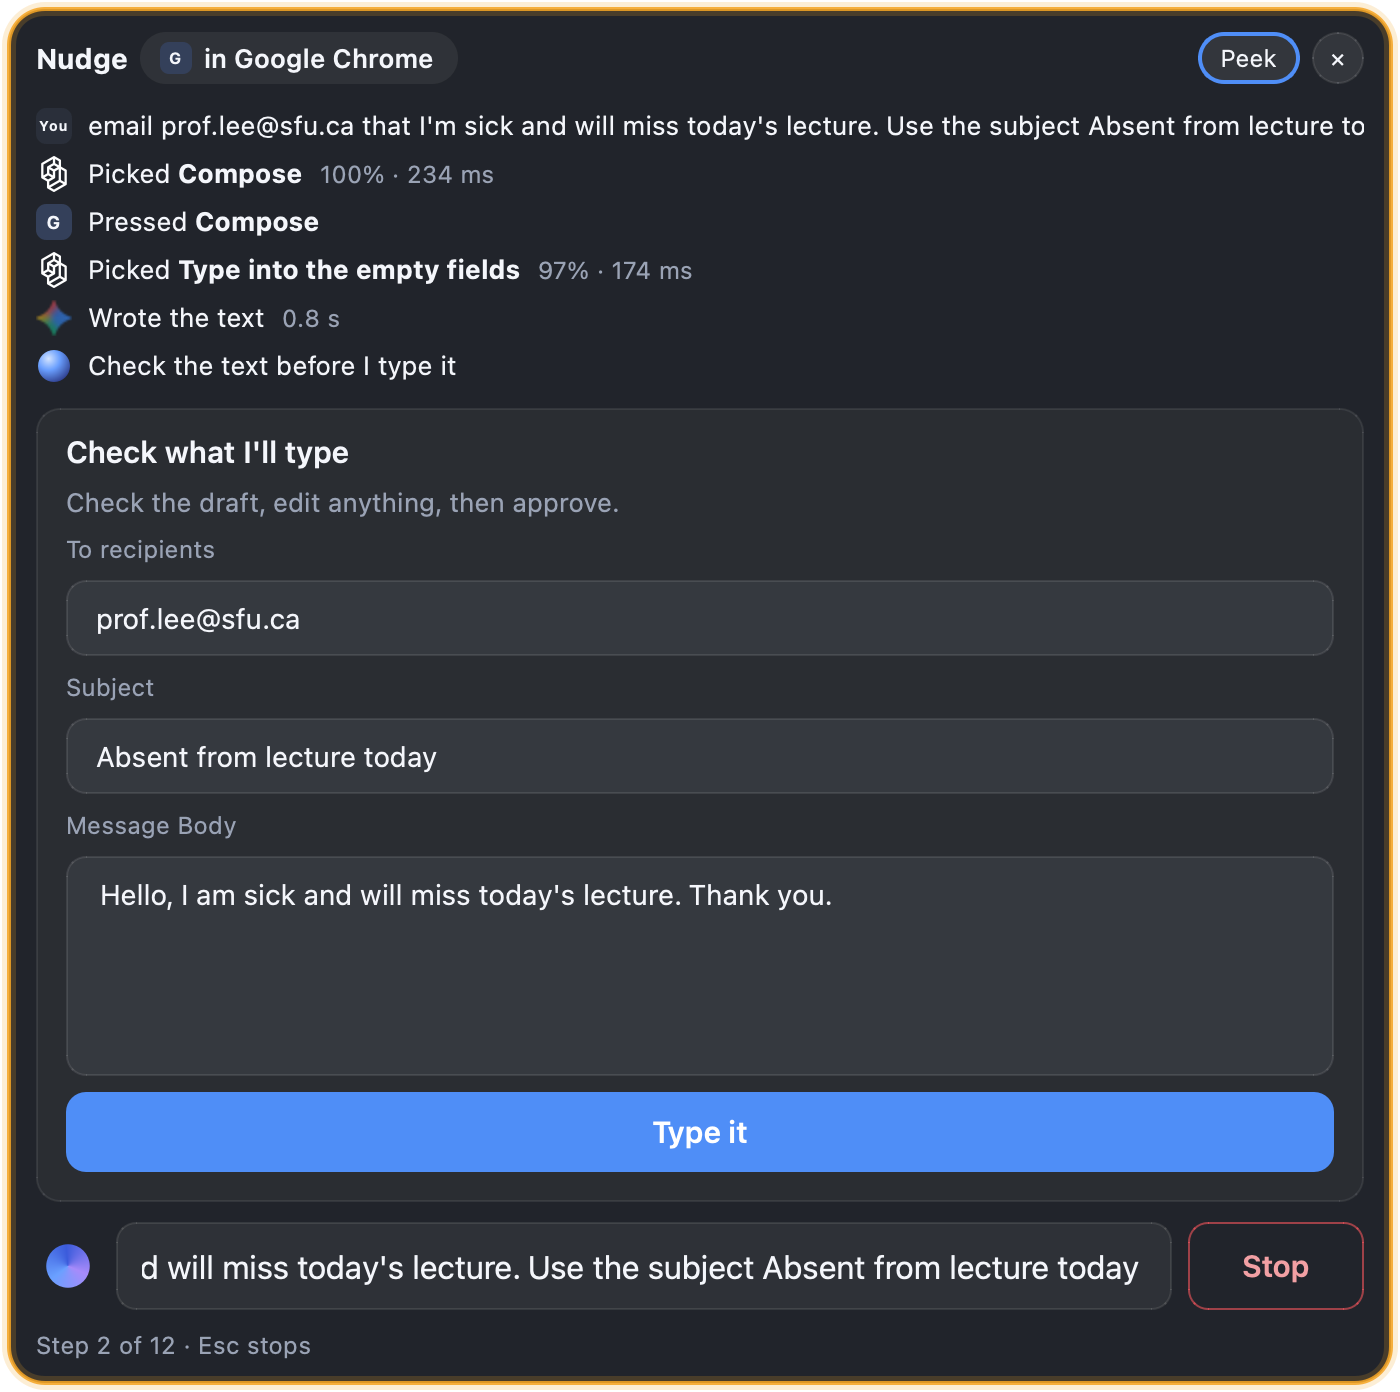 Nudge G in Google Chrome Peek ×
You email prof.lee@sfu.ca that I'm sick and will miss today's lecture. Use the subject Absent from lecture to
Picked Compose 100% · 234 ms
G Pressed Compose
Picked Type into the empty fields 97% · 174 ms
Wrote the text 0.8 s
Check the text before I type it
Check what I'll type
Check the draft, edit anything, then approve.
To recipients
prof.lee@sfu.ca
Subject
Absent from lecture today
Message Body
Hello, I am sick and will miss today's lecture. Thank you.
Type it
d will miss today's lecture. Use the subject Absent from lecture today Stop
Step 2 of 12 · Esc stops